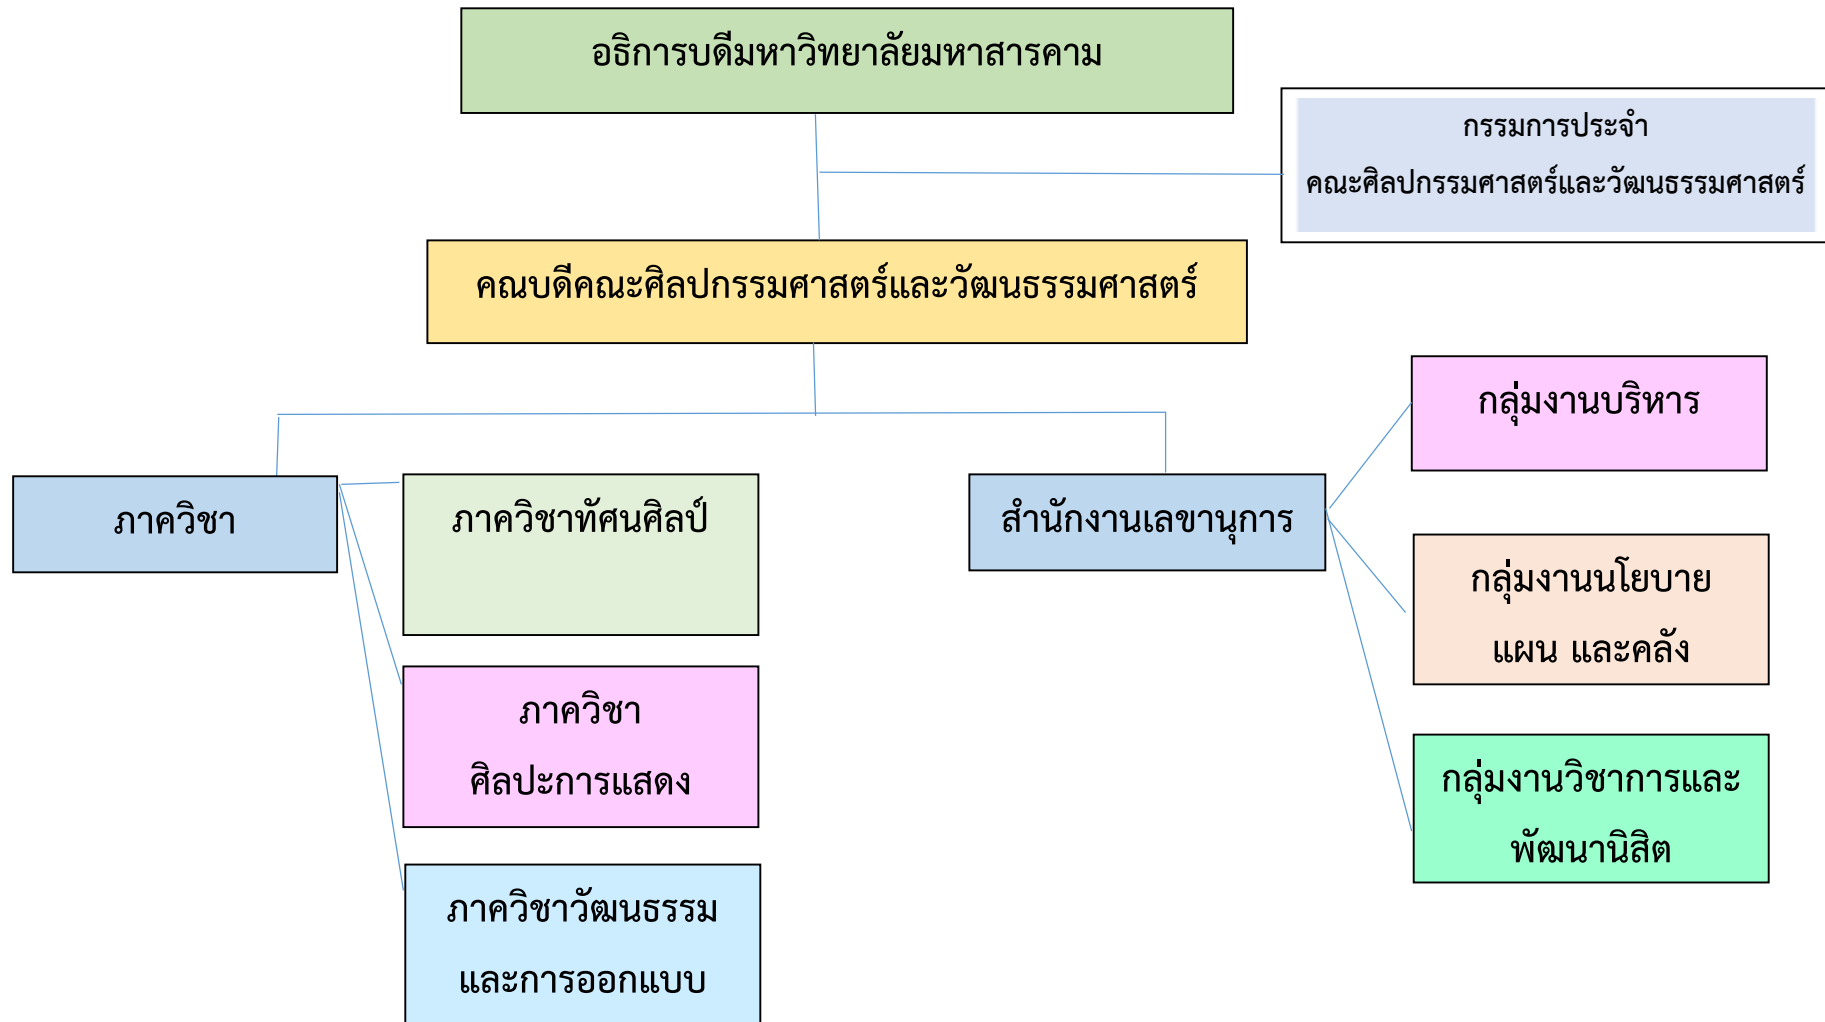 อธิการบดีมหาวิทยาลัยมหาสารคาม
กรรมการประจำ
คณะศิลปกรรมศาสตร์และวัฒนธรรมศาสตร์
คณบดีคณะศิลปกรรมศาสตร์และวัฒนธรรมศาสตร์
ภาควิชา
ภาควิชาทัศนศิลป์
ภาควิชา
ศิลปะการแสดง
ภาควิชาวัฒนธรรม
และการออกแบบ
สำนักงานเลขานุการ
กลุ่มงานบริหาร
กลุ่มงานนโยบาย
แผน และคลัง
กลุ่มงานวิชาการและ
พัฒนานิสิต